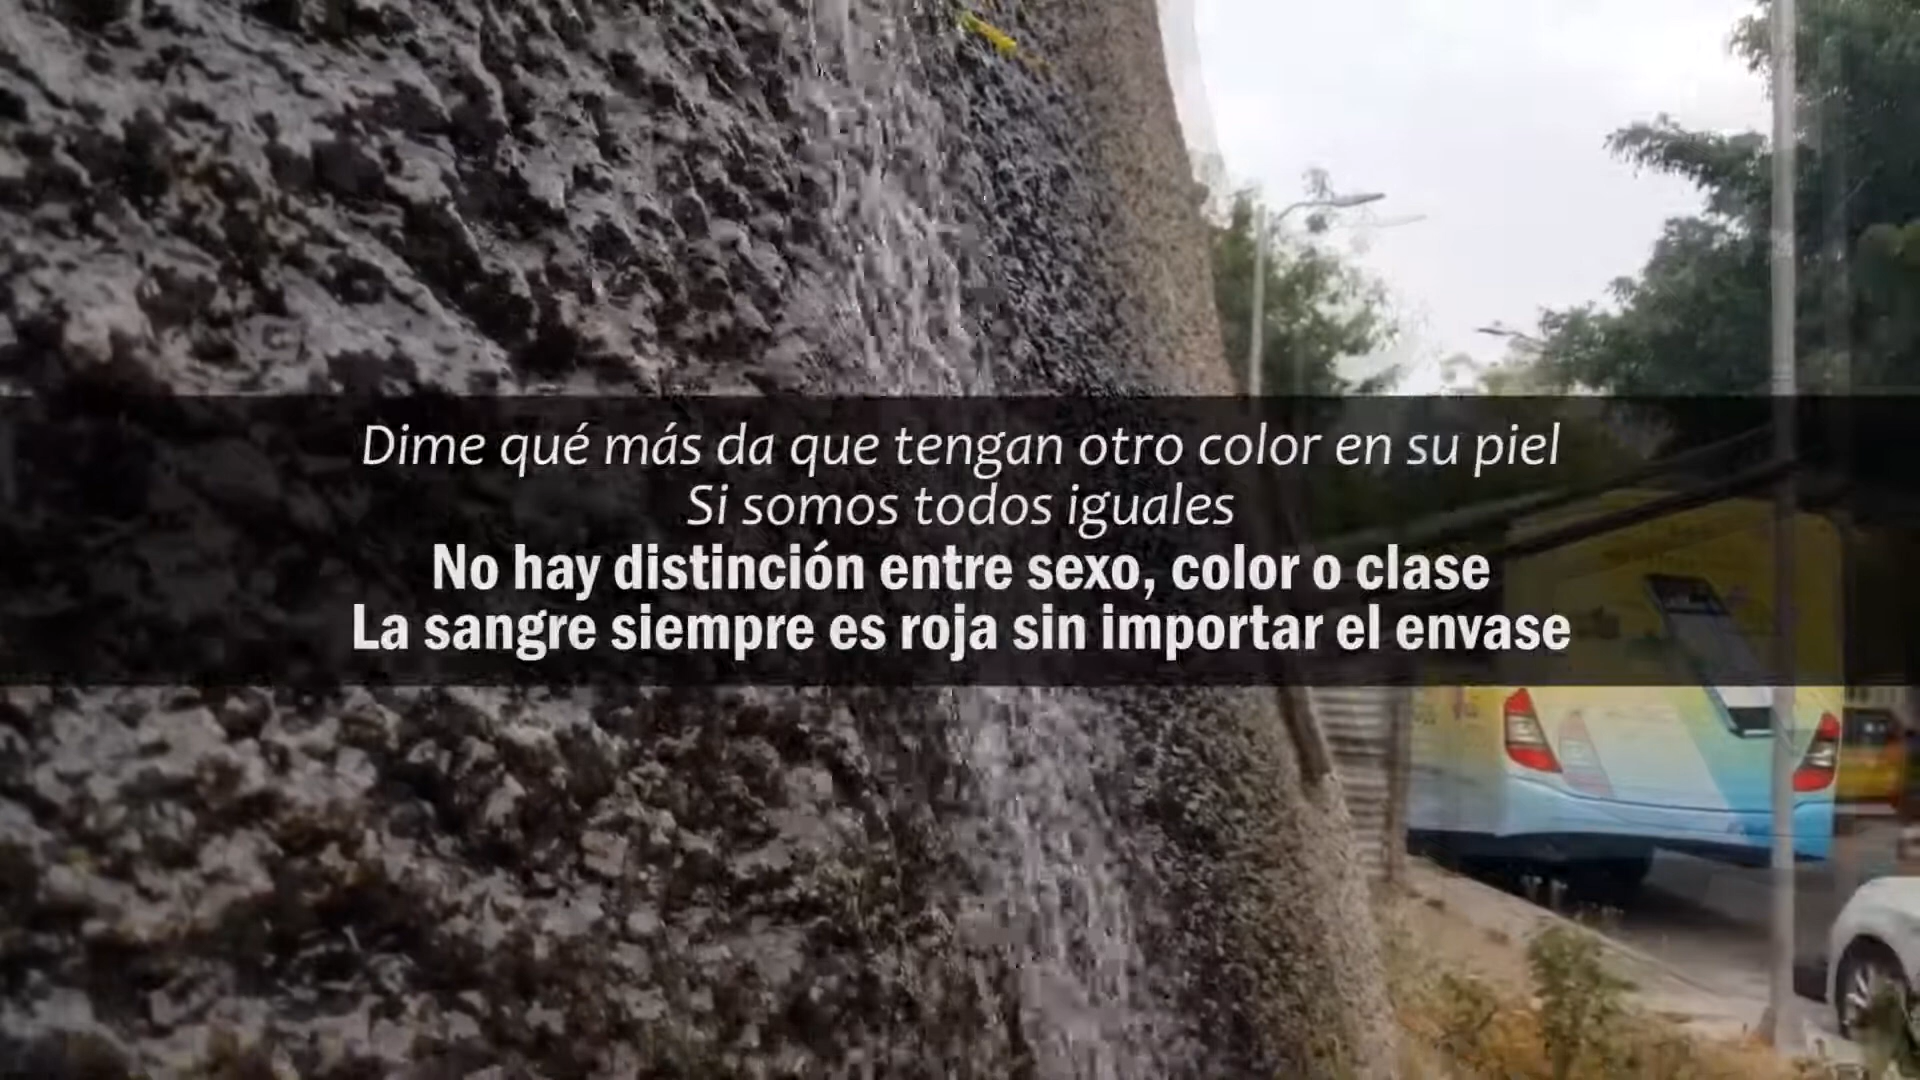 Dime qué más da que tengan otro color en su piel
Si somos todos iguales
No hay distinción entre sexo, color o clase
La sangre siempre es roja sin importar el envase